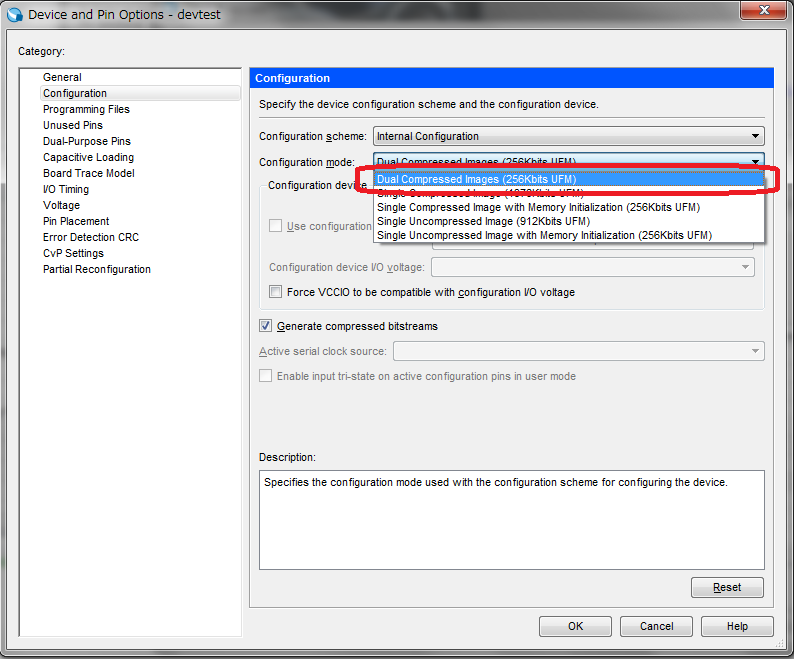 Device and Pin Options - devtest
Category:
General
Configuration
Programming Files
Unused Pins
Dual-Purpose Pins
Capacitive Loading
Board Trace Model
I/O Timing
Voltage
Pin Placement
Error Detection CRC
CvP Settings
Partial Reconfiguration
Configuration
Specify the device configuration scheme and the configuration device.
Configuration scheme: Internal Configuration
Configuration mode: Dual Compressed Images (256Kbits UFM)
Dual Compressed Images (256Kbits UFM)
Configuration device
Single Compressed Image
Single Compressed Image with Memory Initialization (256Kbits UFM)
Use configuration
Single Uncompressed Image (912Kbits UFM)
Single Uncompressed Image with Memory Initialization (256Kbits UFM)
Configuration device I/O voltage:
Force VCCIO to be compatible with configuration I/O voltage
Generate compressed bitstreams
Active serial clock source:
Enable input tri-state on active configuration pins in user mode
Description:
Specifies the configuration mode used with the configuration scheme for configuring the device.
Reset
OK Cancel Help